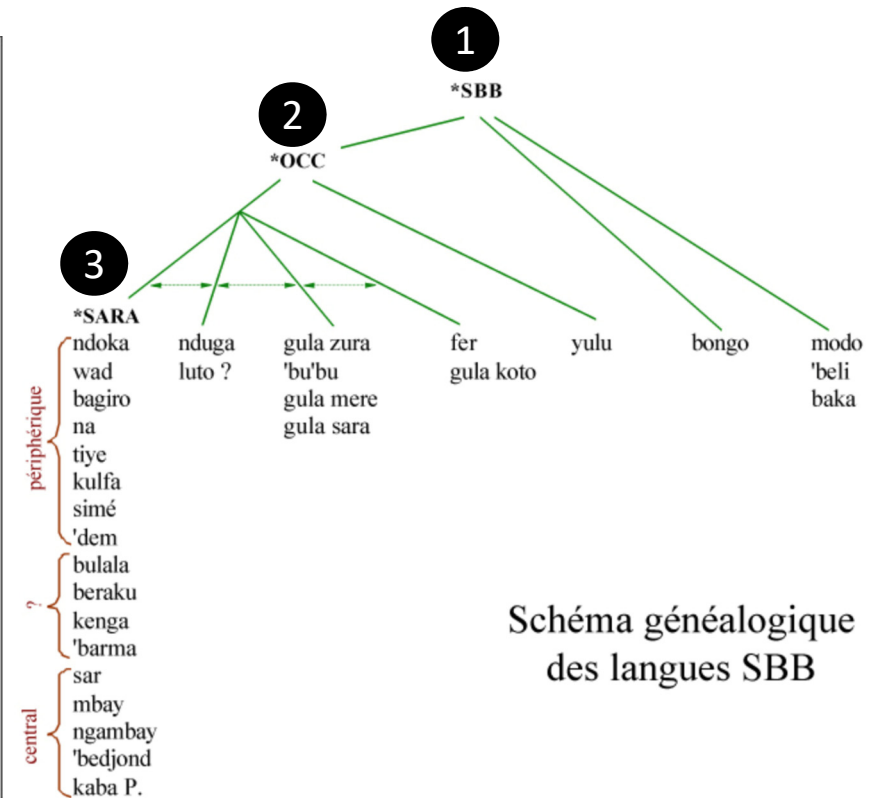 1
*SBB
2
*OCC
3
*SARA
ndoka nduga gula zura fer yulu bongo modo
wad luto ? 'bu'bu gula koto 'beli
bagiro gula mere baka
na gula sara
tiye
kulfa
simé
'dem
périphérique
bulala
beraku
kenga
'barma
?
sar
mbay
ngambay
'bedjond
kaba P.
central
Schéma généalogique
des langues SBB